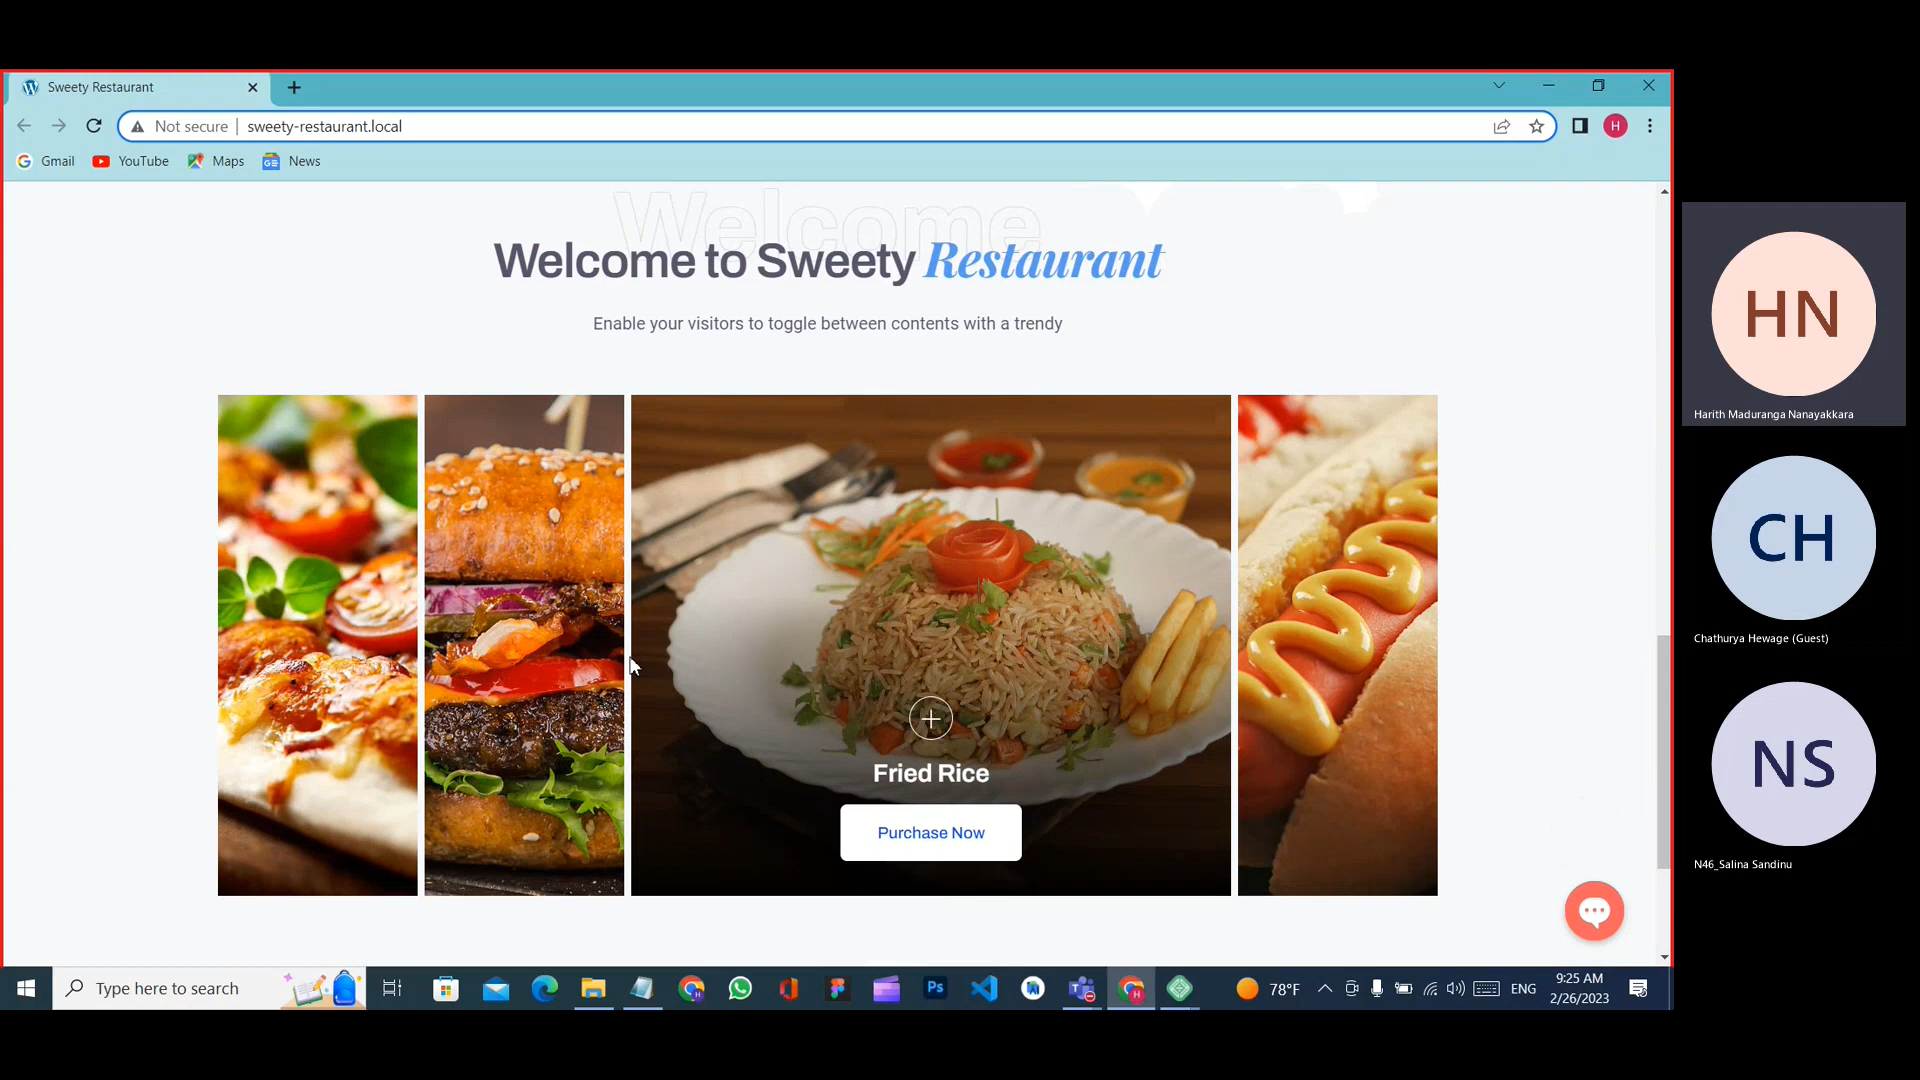 Sweety Restaurant
Not secure
sweety-restaurant.local
H
Gmail
YouTube
Maps
News
Welcome
Welcome to Sweety Restaurant
Enable your visitors to toggle between contents with a trendy
Fried Rice
Purchase Now
HN
Harith Maduranga Nanayakkara
CH
Chathurya Hewage (Guest)
NS
N46_Salina Sandinu
Type here to search
Ps
78°F
ENG
9:25 AM
2/26/2023